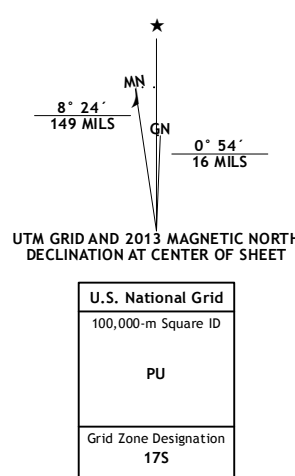 ★
MN
8° 24´
149 MILS
GN
0° 54´
16 MILS
UTM GRID AND 2013 MAGNETIC NORTH
DECLINATION AT CENTER OF SHEET
U.S. National Grid
100,000-m Square ID
PU
Grid Zone Designation
17S